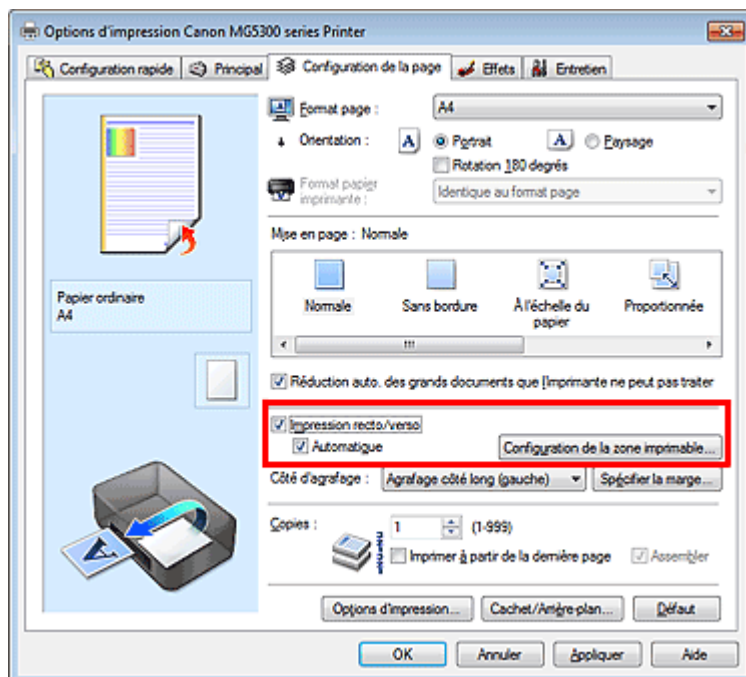 Options d'impression Canon MG5300 series Printer
Configuration rapide Principal Configuration de la page Effets Entretien
Format page : A4
Orientation : A Portrait A Paysage
Rotation 180 degrés
Format papier imprimante : Identique au format page
Mise en page : Normale
Normale Sans bordure À l'échelle du papier Proportionnée
Papier ordinaire
A4
Réduction auto. des grands documents que l'imprimante ne peut pas traiter
Impression recto/verso
Automatique Configuration de la zone imprimable...
Côté d'agrafage : Agrafage côté long (gauche) Spécifier la marge...
Copies : 1 (1-999)
Imprimer à partir de la dernière page Assembler
Options d'impression... Cachet/Arrière-plan... Défaut
OK Annuler Appliquer Aide